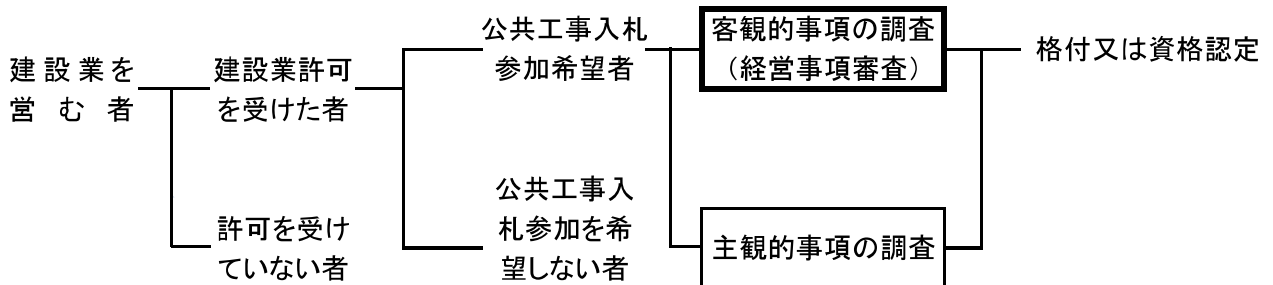 建設業を
営む者
建設業許可
を受けた者
許可を受け
ていない者
公共工事入札
参加希望者
公共工事入
札参加を希
望しない者
客観的事項の調査
（経営事項審査）
主観的事項の調査
格付又は資格認定